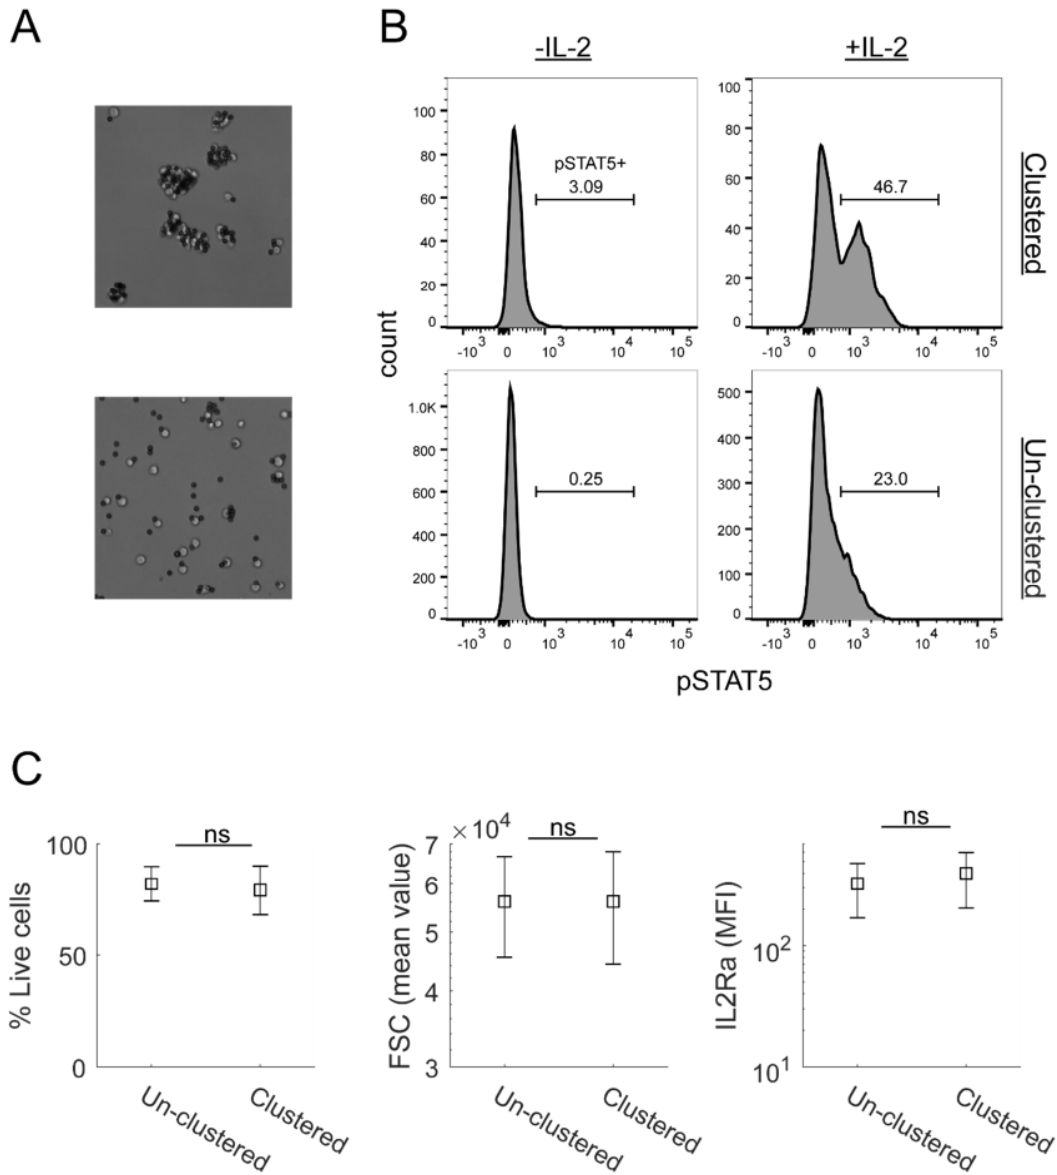 A
B
-IL-2
+IL-2
Clustered
Un-clustered
count
pSTAT5
100
80
60
40
20
0
pSTAT5+
3.09
-10³ 0 10³ 10⁴ 10⁵
100
80
60
40
20
0
46.7
-10³ 0 10³ 10⁴ 10⁵
1.0K
800
600
400
200
0
0.25
-10³ 0 10³ 10⁴ 10⁵
500
400
300
200
100
0
23.0
-10³ 0 10³ 10⁴ 10⁵
C
% Live cells
100
50
0
ns
Un-clustered
Clustered
FSC (mean value)
×10⁴
7
6
5
4
3
ns
Un-clustered
Clustered
IL2Ra (MFI)
10²
10¹
ns
Un-clustered
Clustered